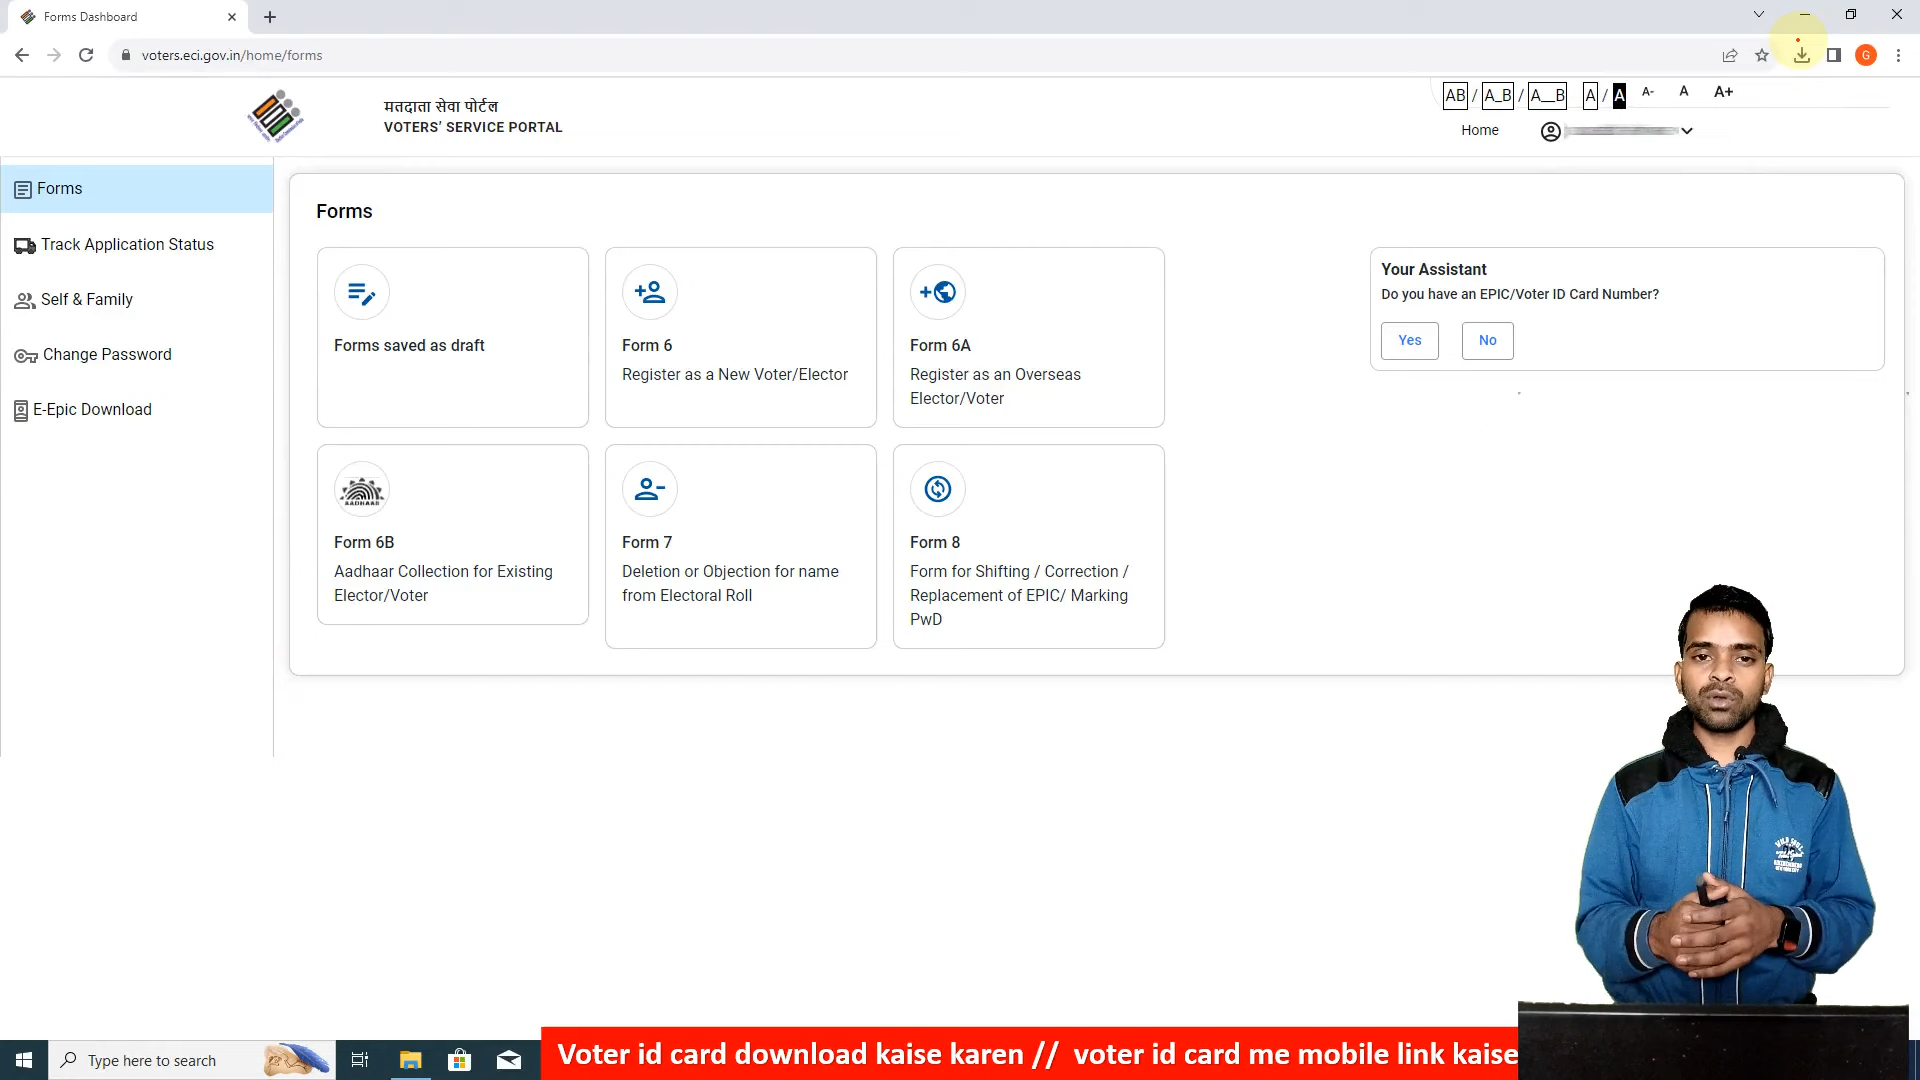 Forms Dashboard
voters.eci.gov.in/home/forms
G
मतदाता सेवा पोर्टल
VOTERS' SERVICE PORTAL
AB / A_B / A__B A / A A- A A+
Home
Forms
Track Application Status
Self & Family
Change Password
E-Epic Download
Forms
Forms saved as draft
Form 6
Register as a New Voter/Elector
Form 6A
Register as an Overseas
Elector/Voter
AADHAAR
Form 6B
Aadhaar Collection for Existing
Elector/Voter
Form 7
Deletion or Objection for name
from Electoral Roll
Form 8
Form for Shifting / Correction /
Replacement of EPIC/ Marking
PwD
Your Assistant
Do you have an EPIC/Voter ID Card Number?
Yes No
Type here to search
Voter id card download kaise karen // voter id card me mobile link kaise